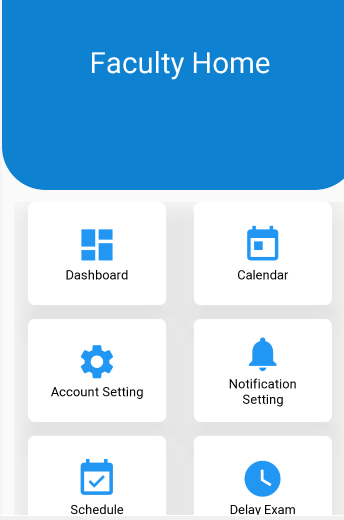 Faculty Home
Dashboard
Calendar
Account Setting
Notification
Setting
Schedule
Delay Exam